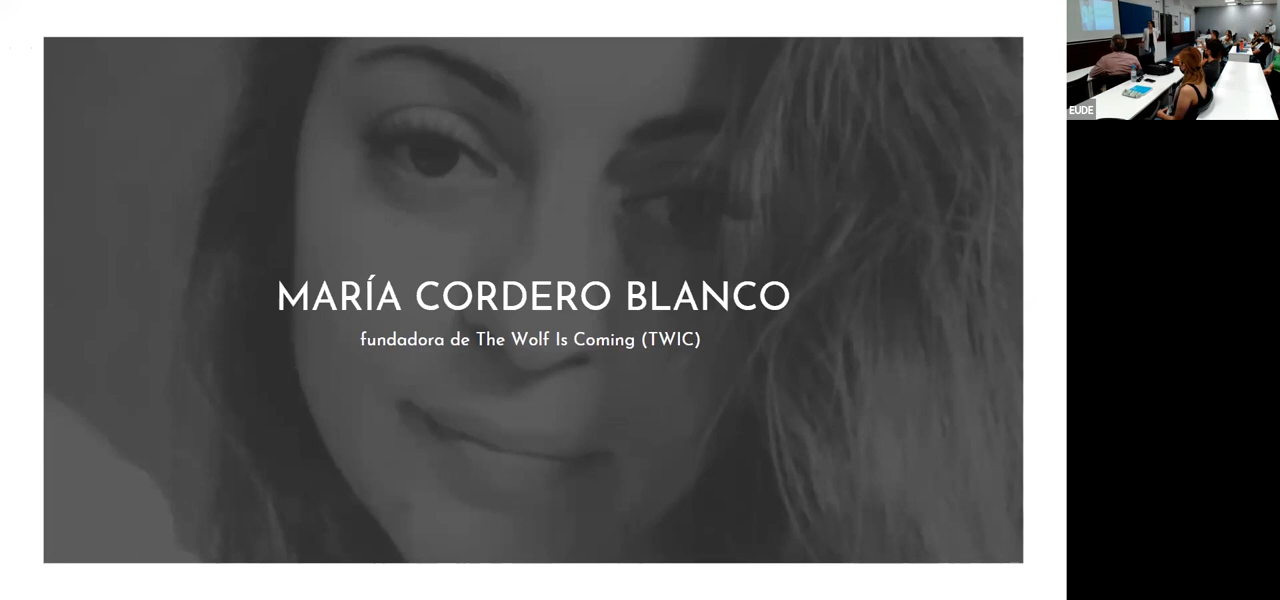 MARÍA CORDERO BLANCO
fundadora de The Wolf Is Coming (TWIC)
EUDE